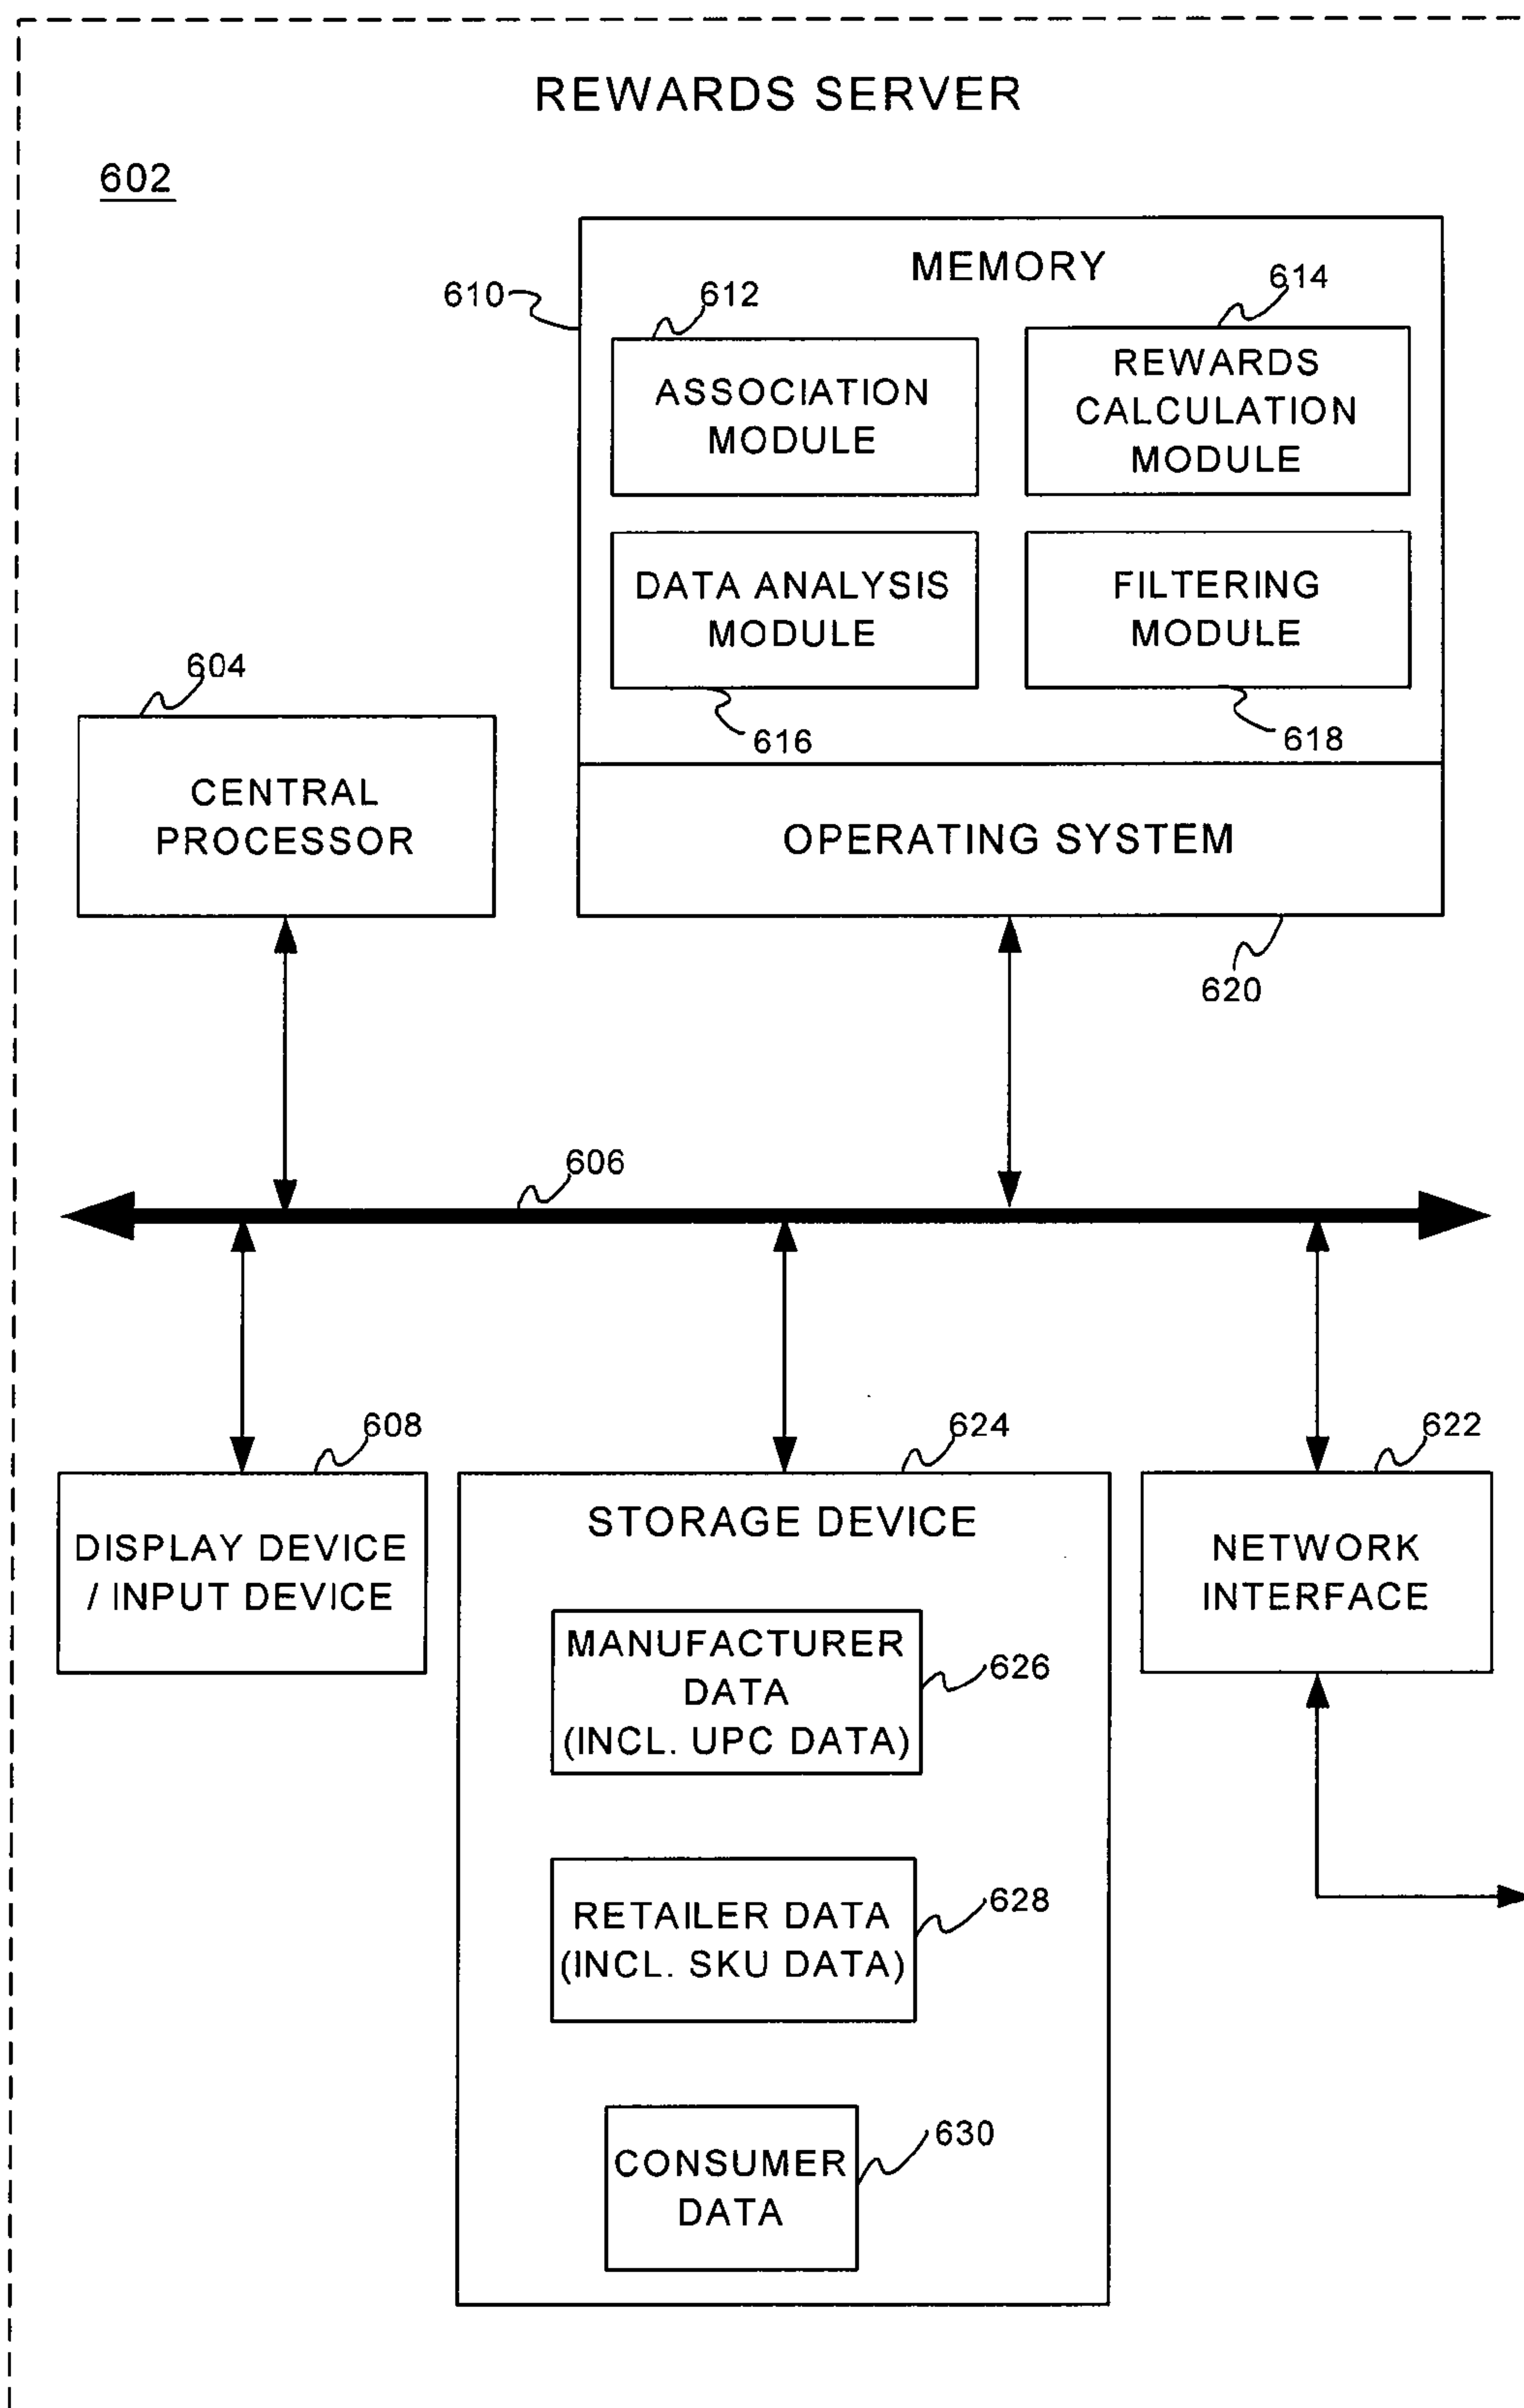 REWARDS SERVER
602
MEMORY
610
612
614
ASSOCIATION
MODULE
REWARDS
CALCULATION
MODULE
DATA ANALYSIS
MODULE
FILTERING
MODULE
616
618
604
CENTRAL
PROCESSOR
OPERATING SYSTEM
620
606
608
624
622
DISPLAY DEVICE
/ INPUT DEVICE
STORAGE DEVICE
NETWORK
INTERFACE
MANUFACTURER
DATA
(INCL. UPC DATA)
626
RETAILER DATA
(INCL. SKU DATA)
628
CONSUMER
DATA
630